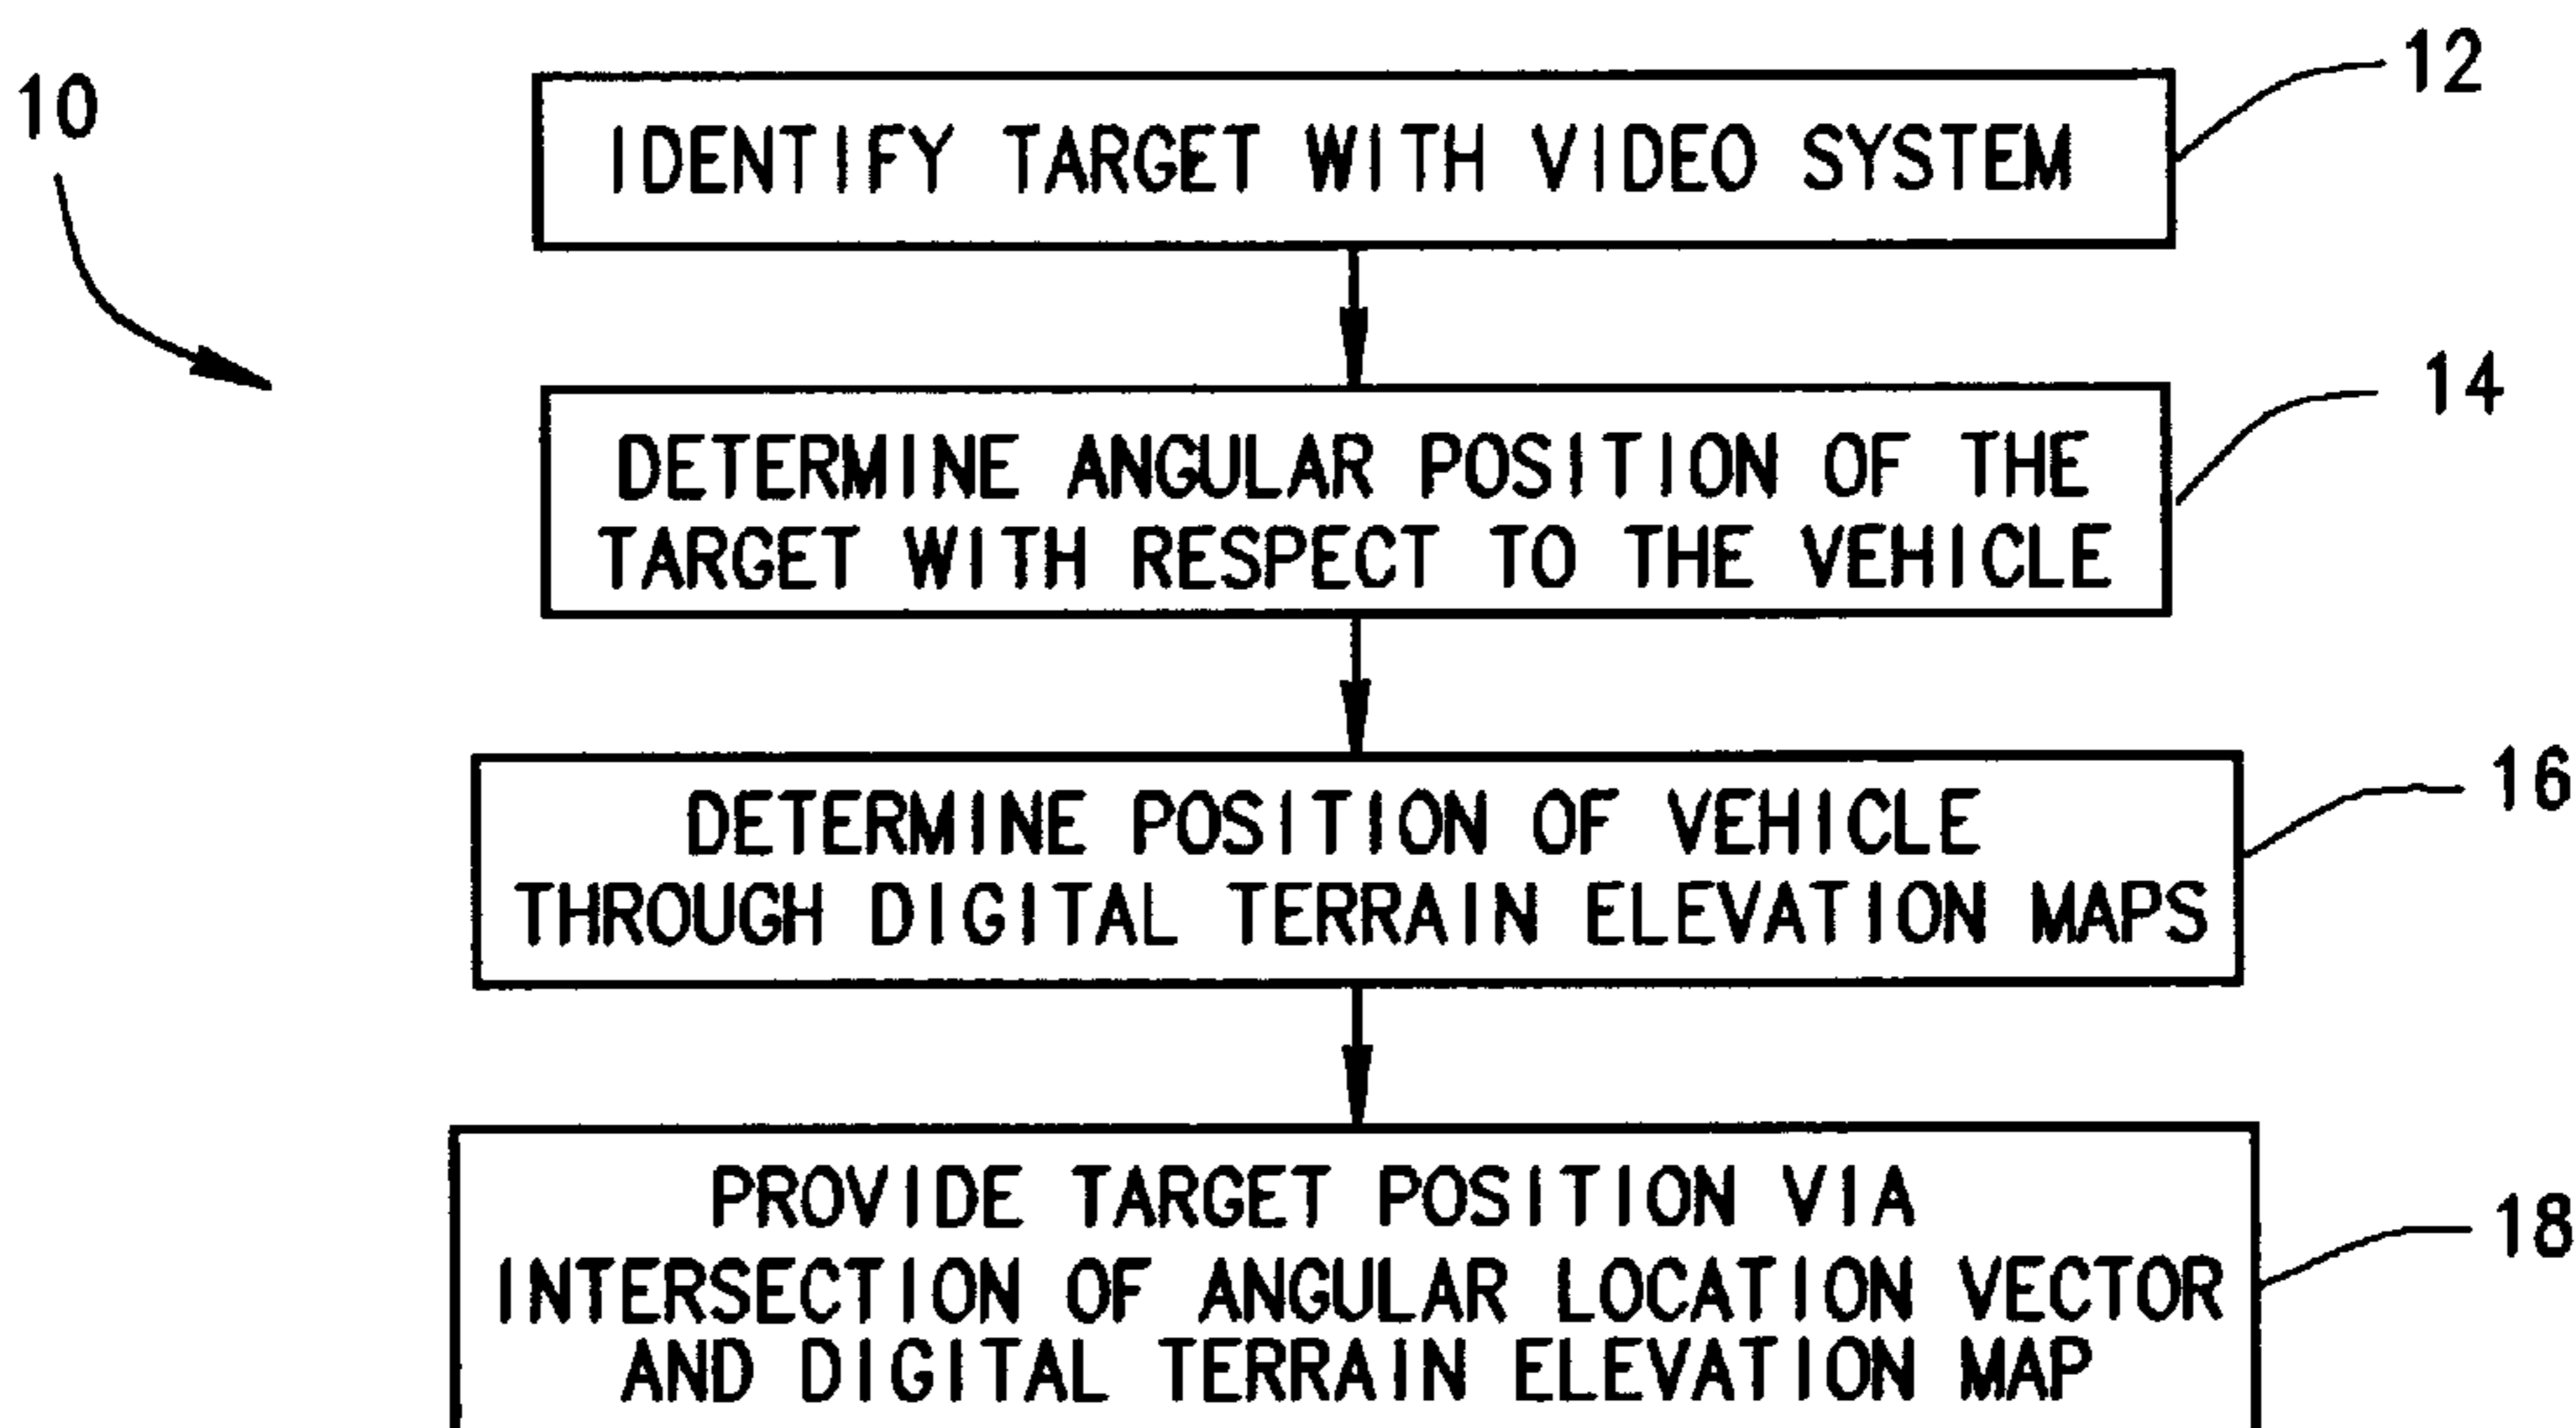 10
IDENTIFY TARGET WITH VIDEO SYSTEM
12
DETERMINE ANGULAR POSITION OF THE
TARGET WITH RESPECT TO THE VEHICLE
14
DETERMINE POSITION OF VEHICLE
THROUGH DIGITAL TERRAIN ELEVATION MAPS
16
PROVIDE TARGET POSITION VIA
INTERSECTION OF ANGULAR LOCATION VECTOR
AND DIGITAL TERRAIN ELEVATION MAP
18